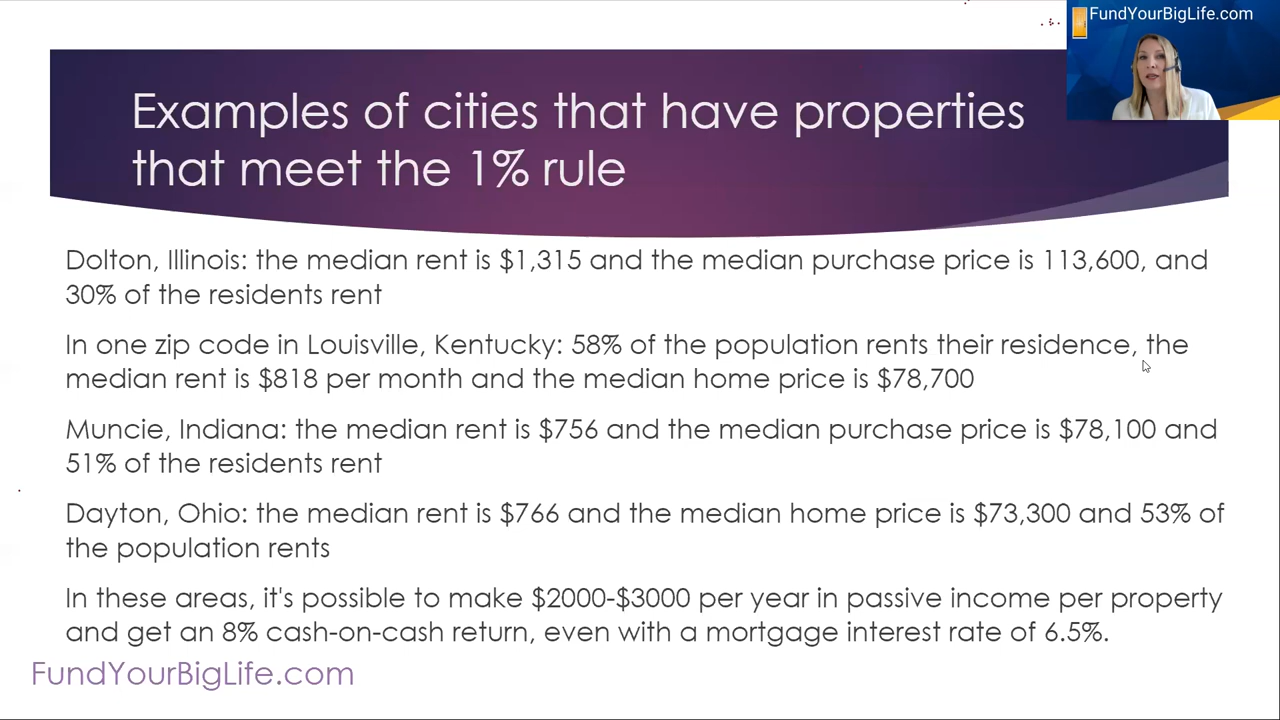 FundYourBigLife.com
Examples of cities that have properties
that meet the 1% rule
Dolton, Illinois: the median rent is $1,315 and the median purchase price is 113,600, and
30% of the residents rent
In one zip code in Louisville, Kentucky: 58% of the population rents their residence, the
median rent is $818 per month and the median home price is $78,700
Muncie, Indiana: the median rent is $756 and the median purchase price is $78,100 and
51% of the residents rent
Dayton, Ohio: the median rent is $766 and the median home price is $73,300 and 53% of
the population rents
In these areas, it's possible to make $2000-$3000 per year in passive income per property
and get an 8% cash-on-cash return, even with a mortgage interest rate of 6.5%.
FundYourBigLife.com